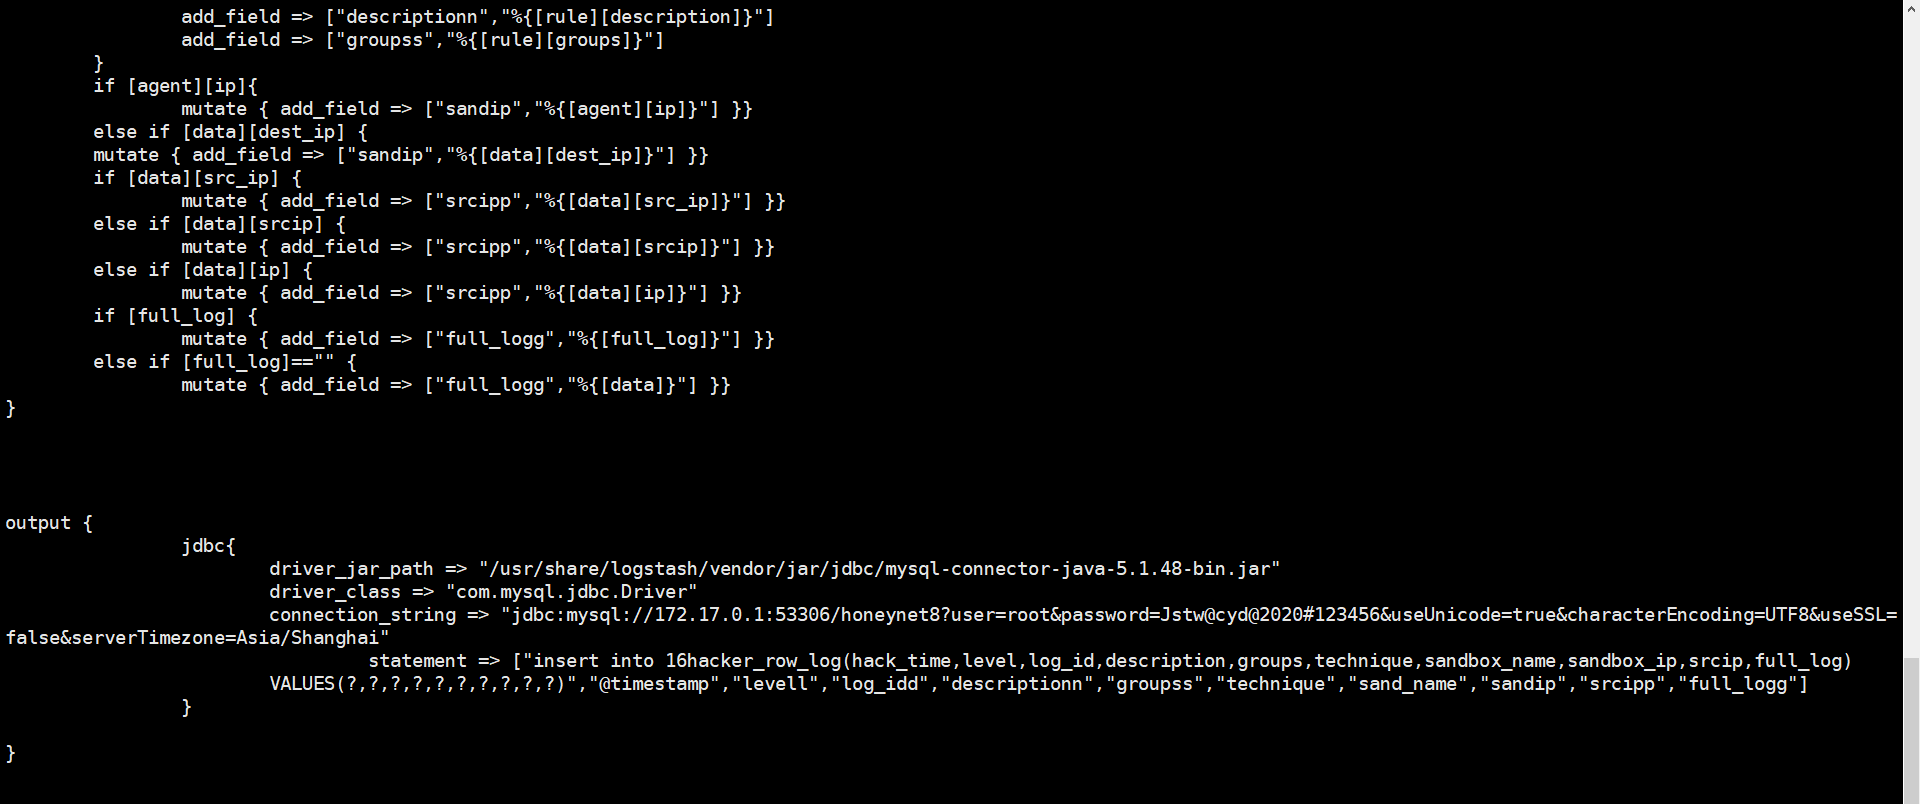 add_field => ["descriptionn","%{[rule][description]}"]
add_field => ["groupss","%{[rule][groups]}"]
}
if [agent][ip]{
mutate { add_field => ["sandip","%{[agent][ip]}"] }}
else if [data][dest_ip] {
mutate { add_field => ["sandip","%{[data][dest_ip]}"] }}
if [data][src_ip] {
mutate { add_field => ["srcipp","%{[data][src_ip]}"] }}
else if [data][srcip] {
mutate { add_field => ["srcipp","%{[data][srcip]}"] }}
else if [data][ip] {
mutate { add_field => ["srcipp","%{[data][ip]}"] }}
if [full_log] {
mutate { add_field => ["full_logg","%{[full_log]}"] }}
else if [full_log]=="" {
mutate { add_field => ["full_logg","%{[data]}"] }}
}
output {
jdbc{
driver_jar_path => "/usr/share/logstash/vendor/jar/jdbc/mysql-connector-java-5.1.48-bin.jar"
driver_class => "com.mysql.jdbc.Driver"
connection_string => "jdbc:mysql://172.17.0.1:53306/honeynet8?user=root&password=Jstw@cyd@2020#123456&useUnicode=true&characterEncoding=UTF8&useSSL=
false&serverTimezone=Asia/Shanghai"
statement => ["insert into 16hacker_row_log(hack_time,level,log_id,description,groups,technique,sandbox_name,sandbox_ip,srcip,full_log)
VALUES(?,?,?,?,?,?,?,?,?,?)","@timestamp","levell","log_idd","descriptionn","groupss","technique","sand_name","sandip","srcipp","full_logg"]
}
}